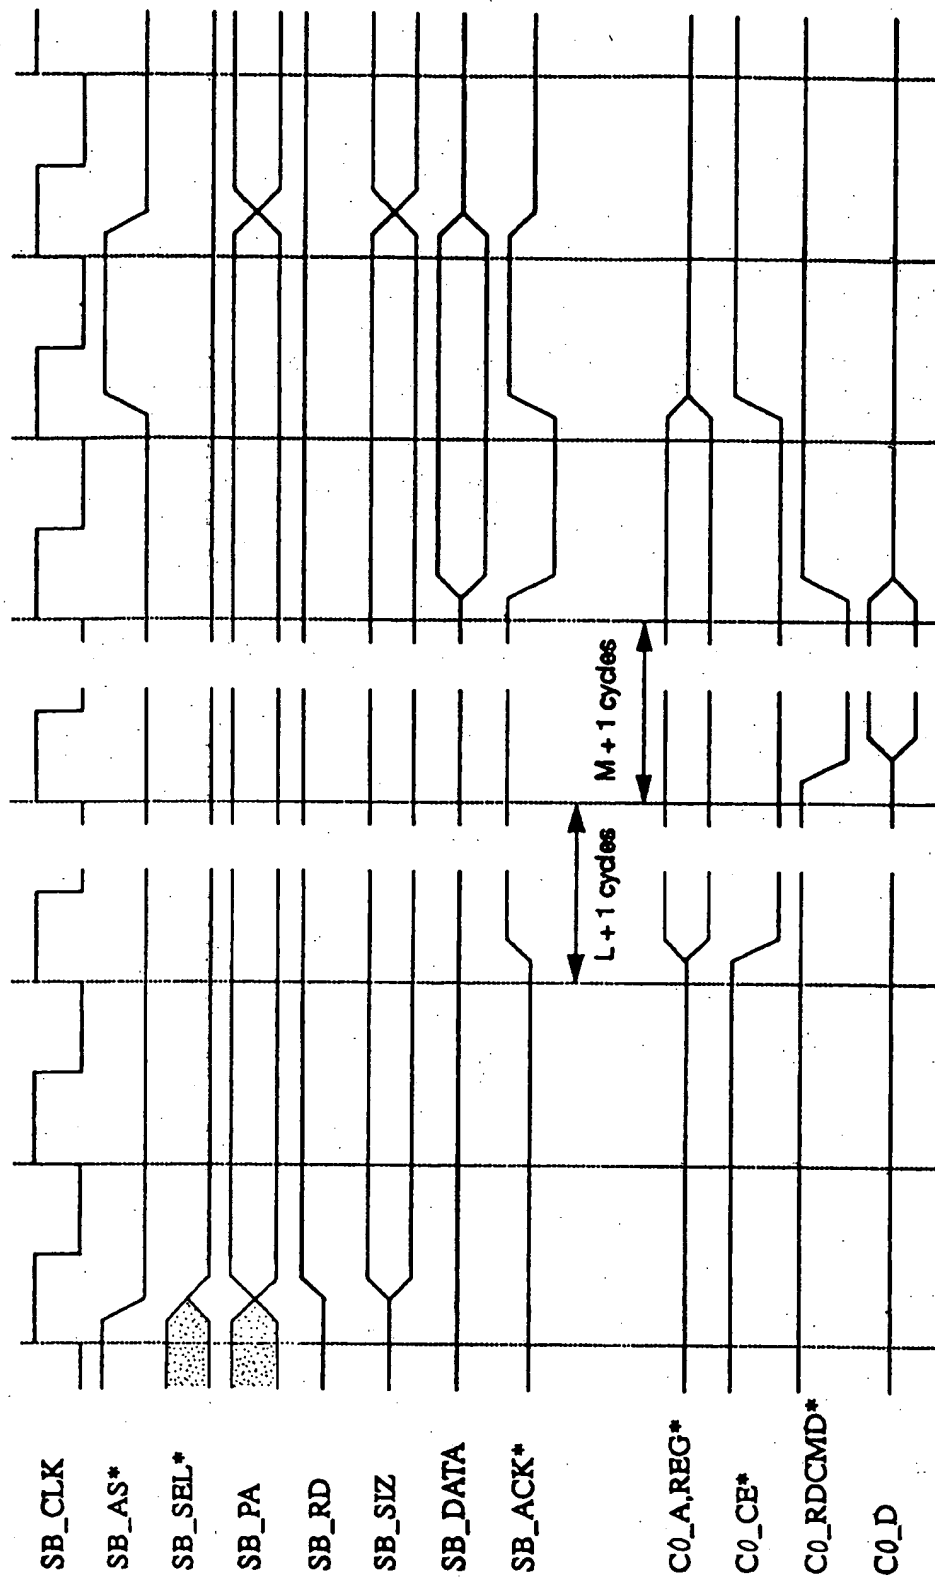 SB_CLK
SB_AS*
SB_SEL*
SB_PA
SB_RD
SB_SIZ
SB_DATA
SB_ACK*
L + 1 cycles
M + 1 cycles
C0_A,REG*
C0_CE*
C0_RDCMD*
C0_D